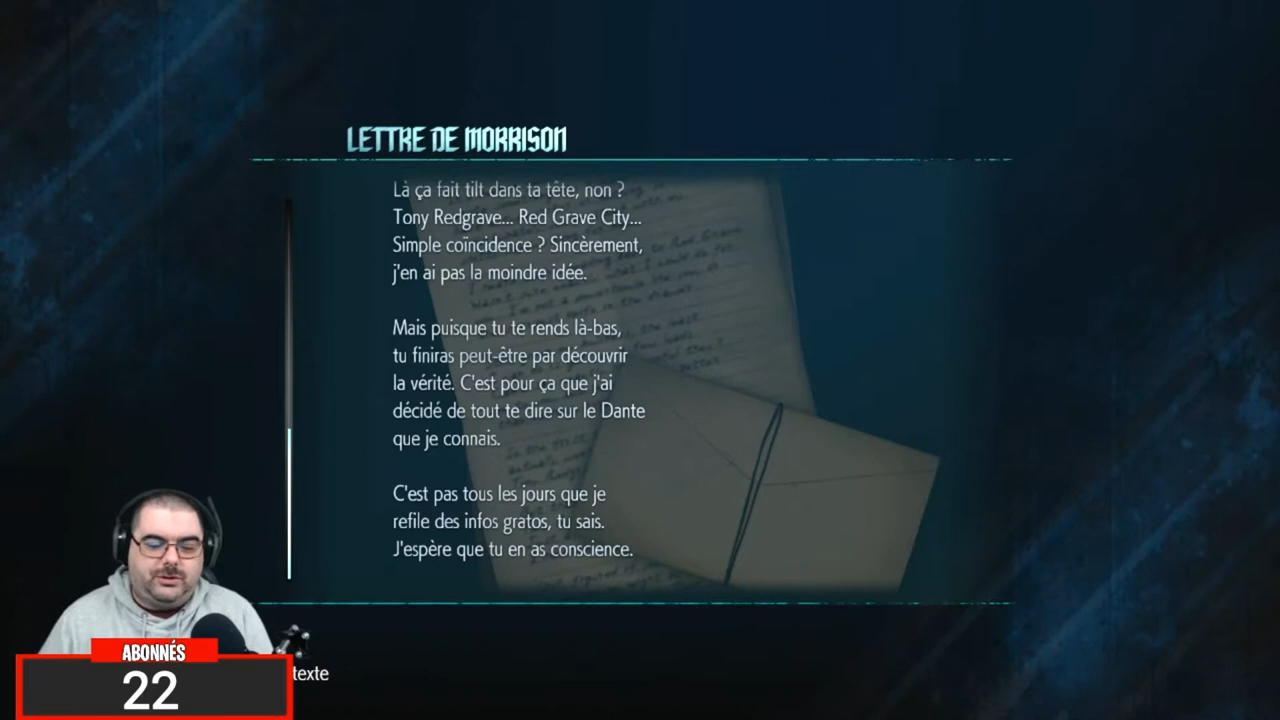 LETTRE DE MORRISON
Là ça fait tilt dans ta tête, non ?
Tony Redgrave... Red Grave City...
Simple coïncidence ? Sincèrement,
j'en ai pas la moindre idée.
Mais puisque tu te rends là-bas,
tu finiras peut-être par découvrir
la vérité. C'est pour ça que j'ai
décidé de tout te dire sur le Dante
que je connais.
C'est pas tous les jours que je
refile des infos gratos, tu sais.
J'espère que tu en as conscience.
texte
ABONNÉS
22